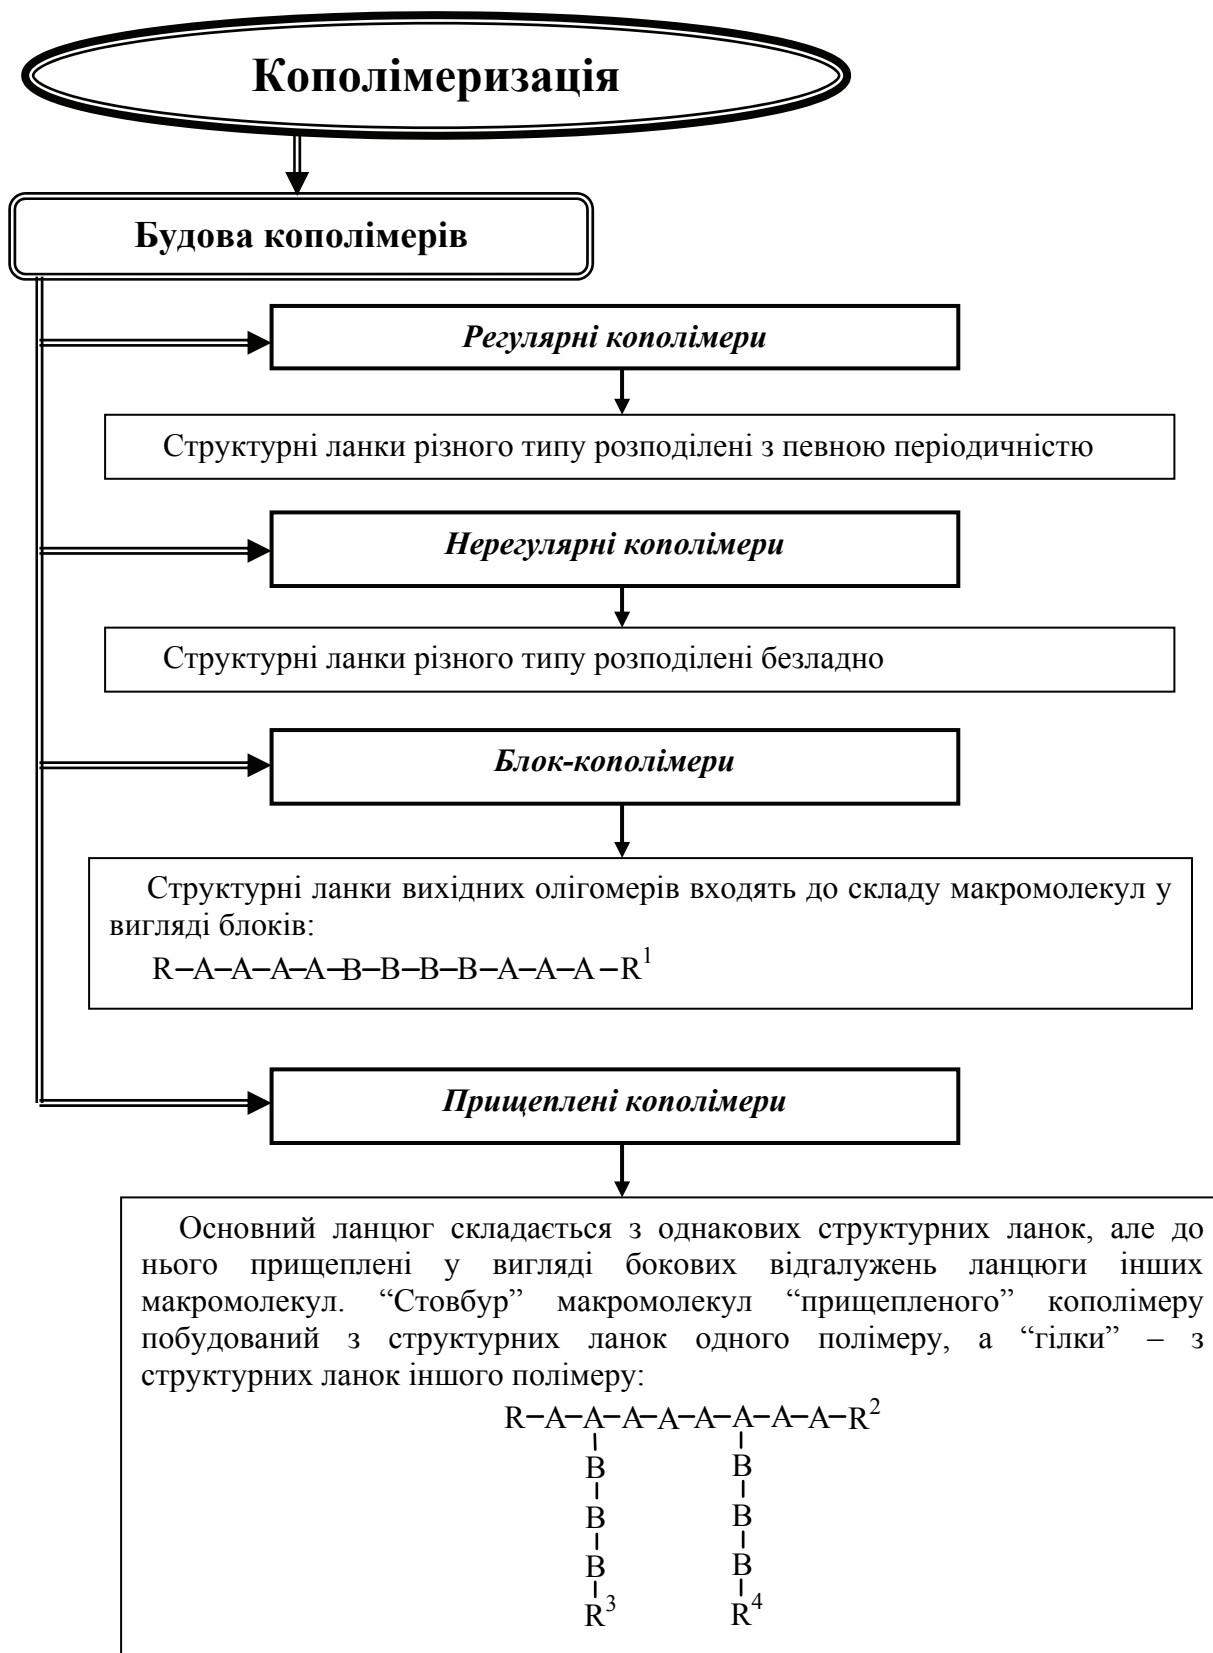 Кополімеризація
Будова кополімерів
Регулярні кополімери
Структурні ланки різного типу розподілені з певною періодичністю
Нерегулярні кополімери
Структурні ланки різного типу розподілені безладно
Блок-кополімери
Структурні ланки вихідних олігомерів входять до складу макромолекул у
вигляді блоків:
R–A–A–A–A–B–B–B–B–A–A–A–R¹
Прищеплені кополімери
Основний ланцюг складається з однакових структурних ланок, але до
нього прищеплені у вигляді бокових відгалужень ланцюги інших
макромолекул. “Стовбур” макромолекул “прищепленого” кополімеру
побудований з структурних ланок одного полімеру, а “гілки” – з
структурних ланок іншого полімеру:
R–A–A–A–A–A–A–A–A–R²
B B
B B
B B
R³ R⁴